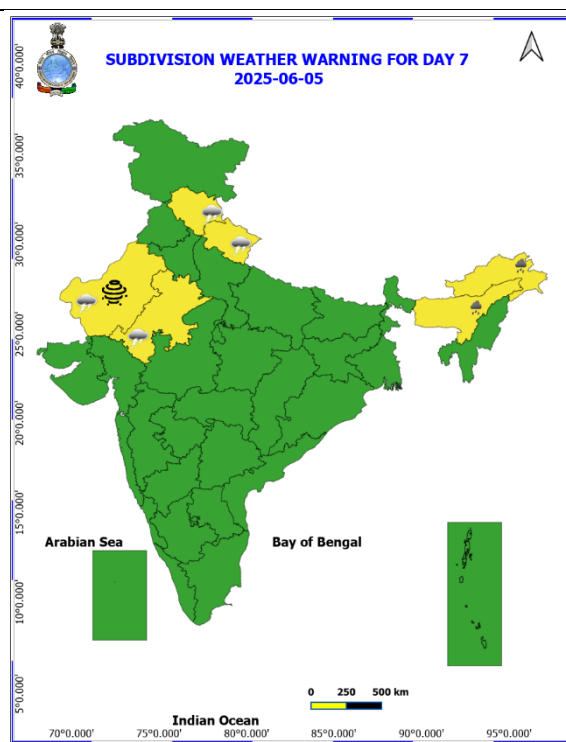 SUBDIVISION WEATHER WARNING FOR DAY 7
2025-06-05
40°0.000'
35°0.000'
30°0.000'
25°0.000'
20°0.000'
15°0.000'
10°0.000'
5°0.000'
Arabian Sea
Bay of Bengal
0 250 500 km
Indian Ocean
70°0.000' 75°0.000' 80°0.000' 85°0.000' 90°0.000' 95°0.000'